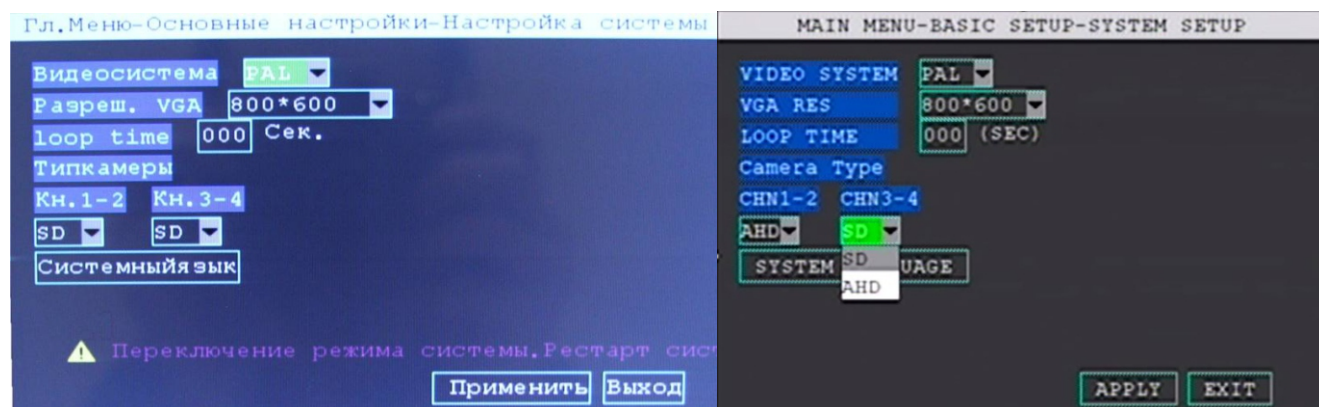 Гл.Меню-Основные настройки-Настройка системы
Видеосистема PAL
Разреш. VGA 800*600
loop time 000 Сек.
Типкамеры
Кн.1-2 Кн.3-4
SD SD
Системныйязык
Переключение режима системы.Рестарт сист
Применить Выход
MAIN MENU-BASIC SETUP-SYSTEM SETUP
VIDEO SYSTEM PAL
VGA RES 800*600
LOOP TIME 000 (SEC)
Camera Type
CHN1-2 CHN3-4
AHD SD
SYSTEM UAGE
SD
AHD
APPLY EXIT